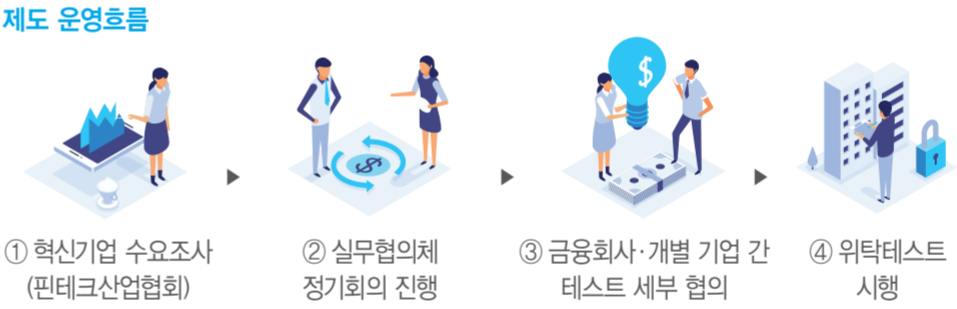 제도 운영흐름
$
$
① 혁신기업 수요조사
(핀테크산업협회)
② 실무협의체
정기회의 진행
③ 금융회사·개별 기업 간
테스트 세부 협의
④ 위탁테스트
시행